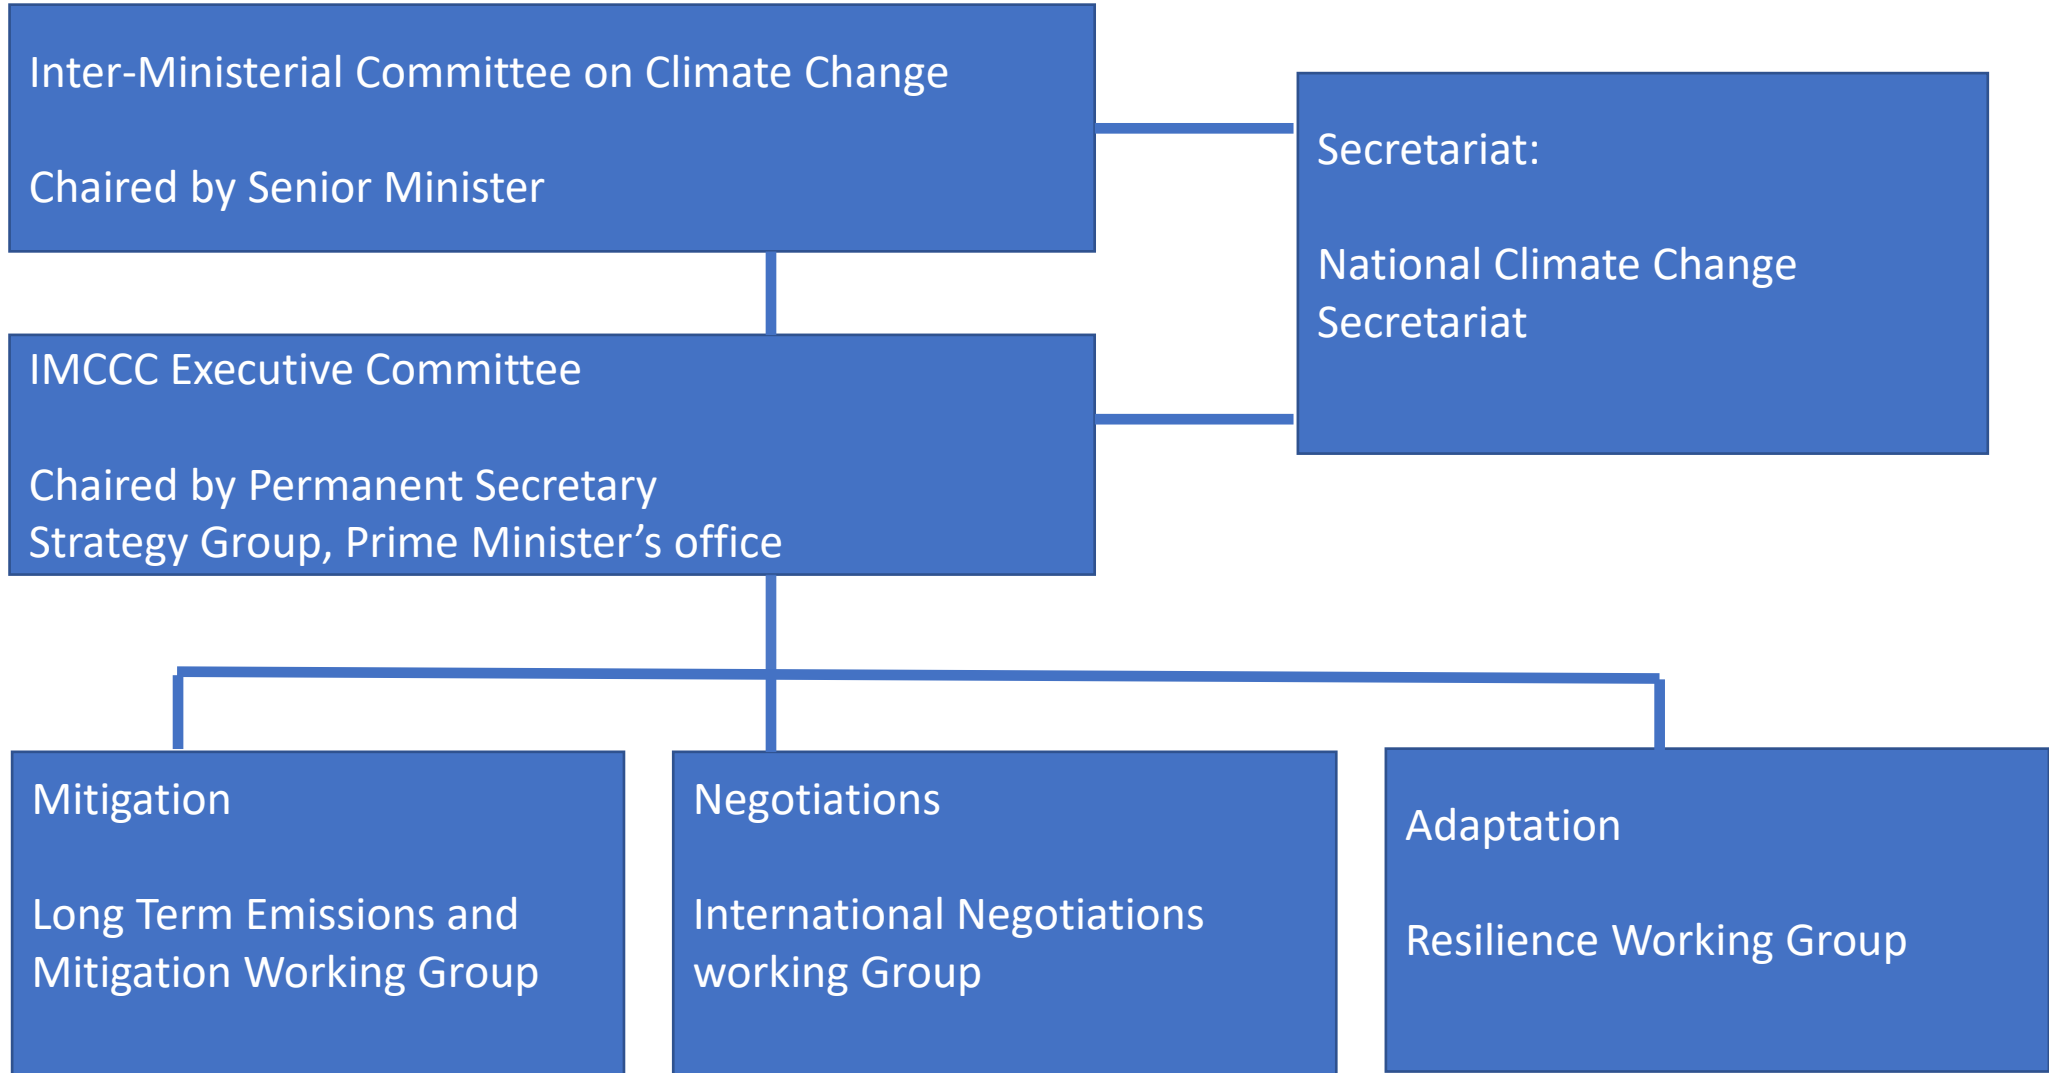 Inter-Ministerial Committee on Climate Change
Chaired by Senior Minister
Secretariat:
National Climate Change
Secretariat
IMCCC Executive Committee
Chaired by Permanent Secretary
Strategy Group, Prime Minister’s office
Mitigation
Long Term Emissions and
Mitigation Working Group
Negotiations
International Negotiations
working Group
Adaptation
Resilience Working Group